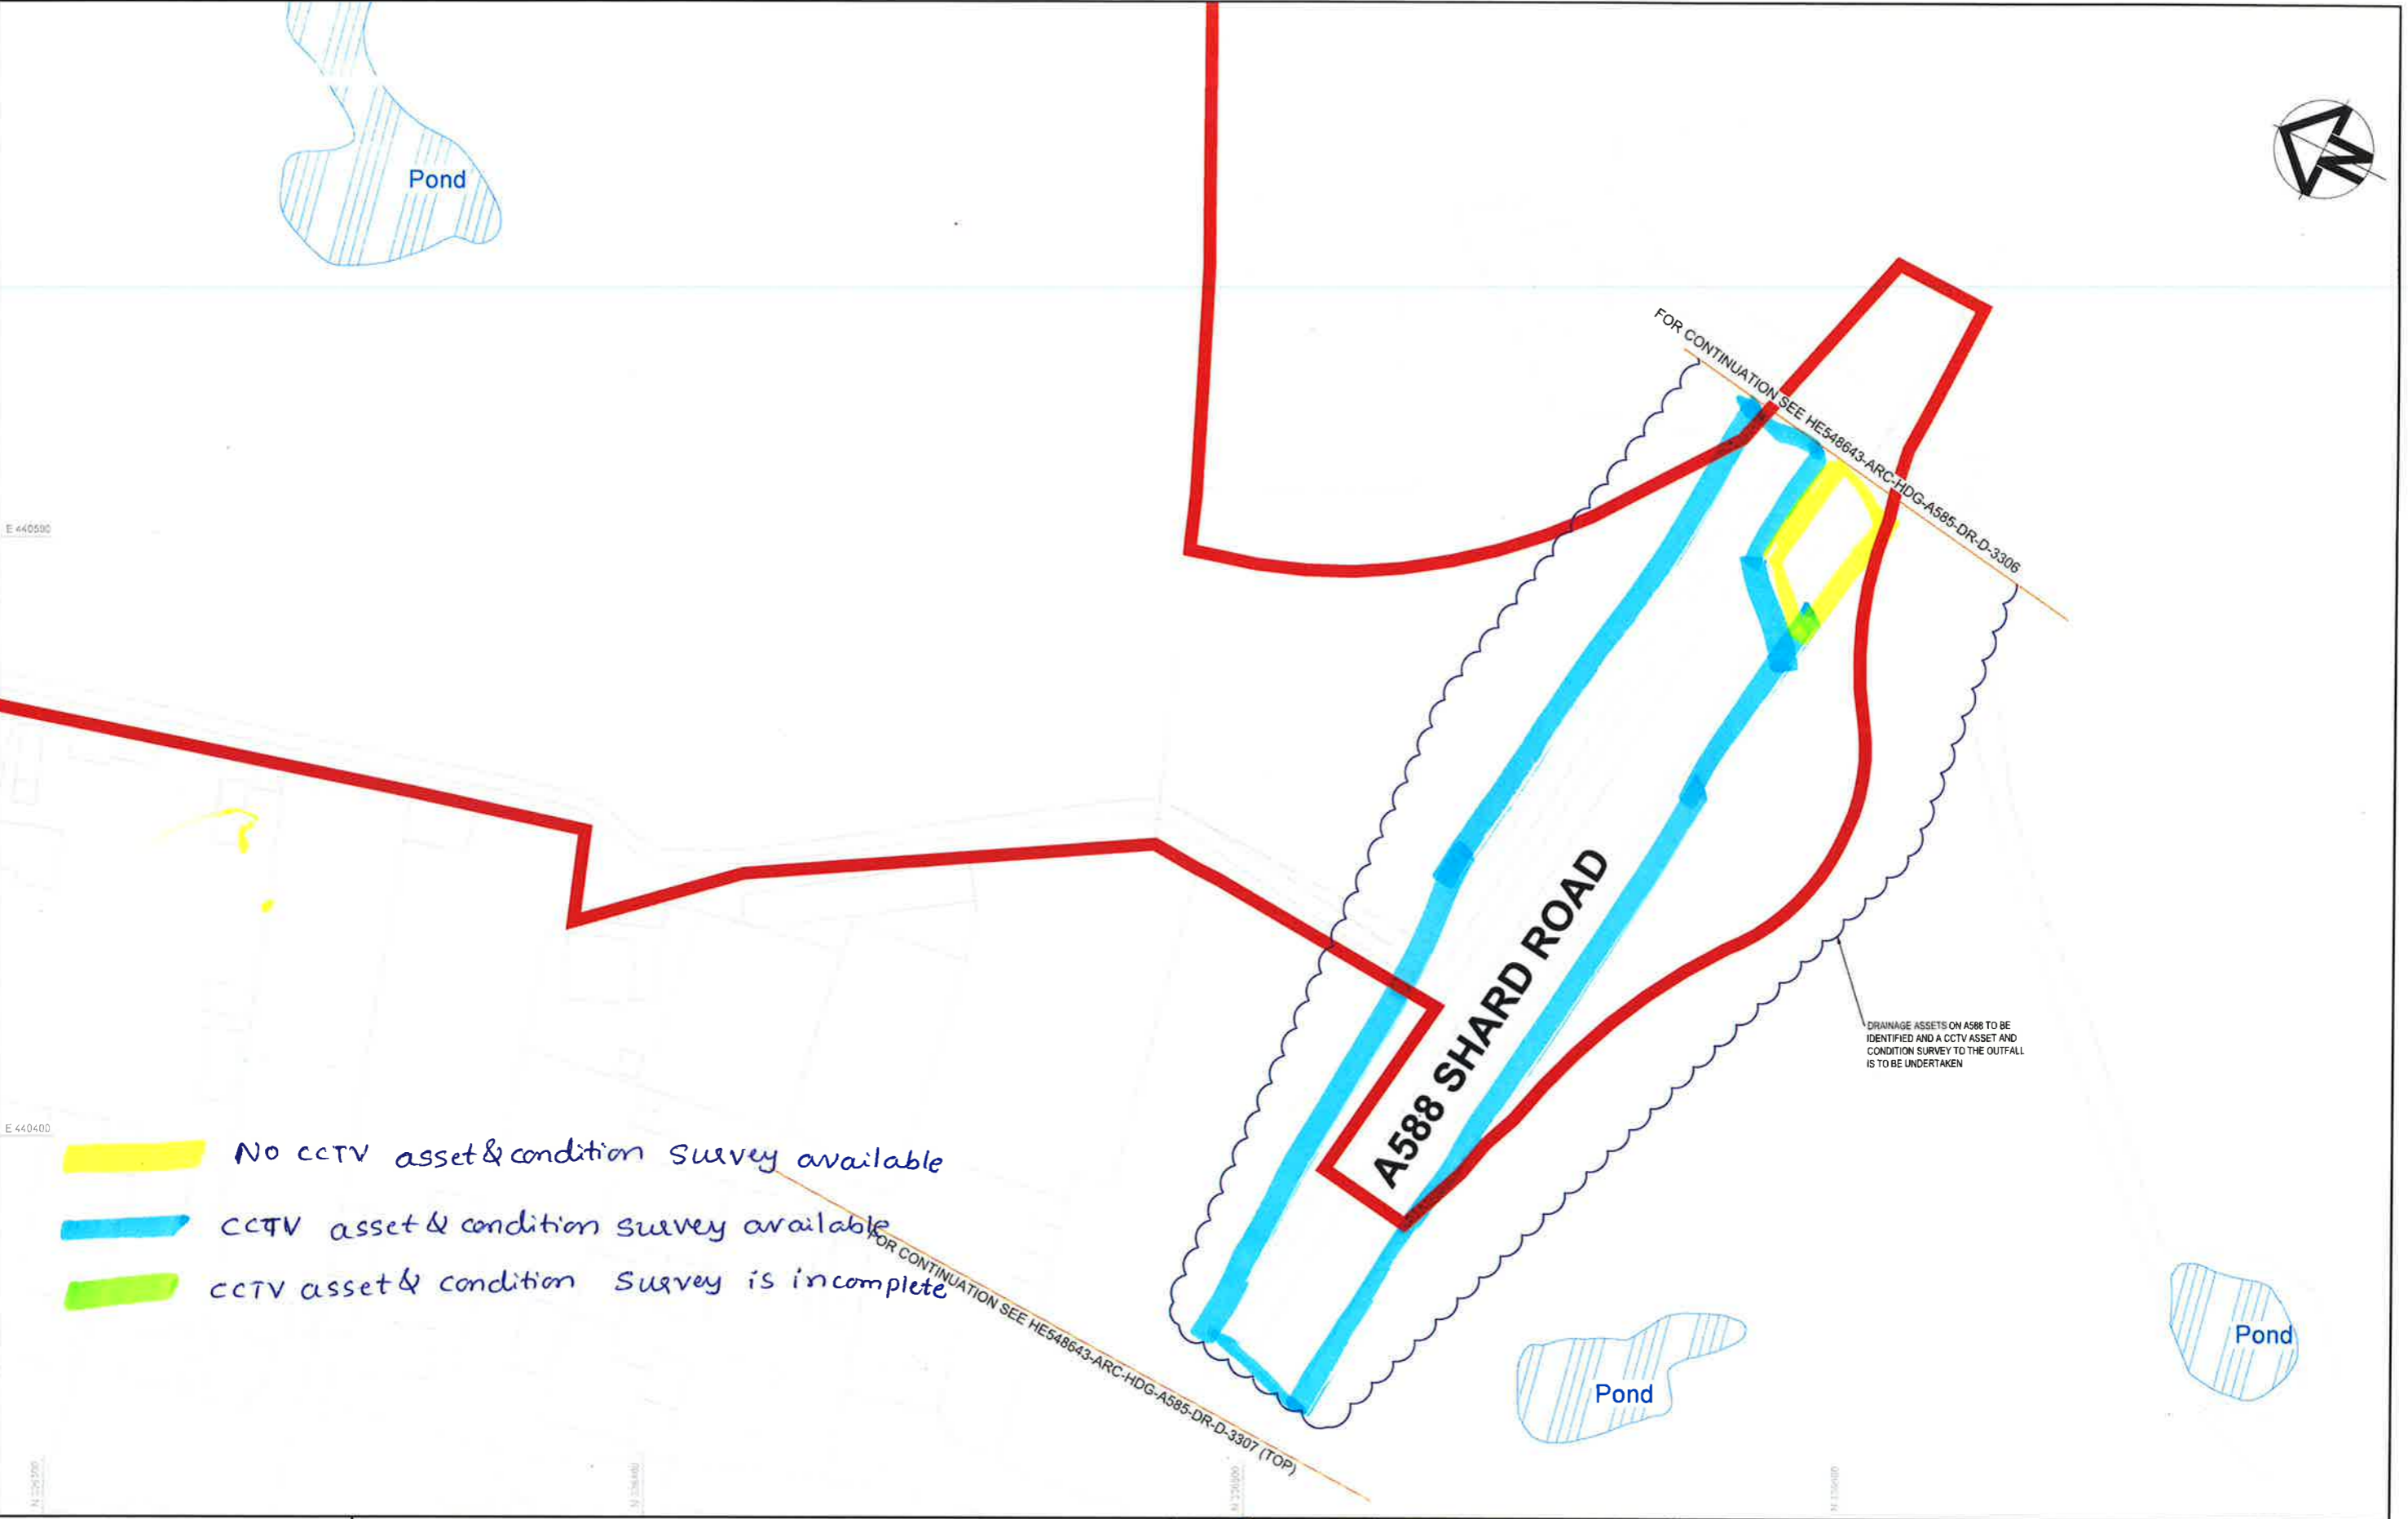 Pond
N
FOR CONTINUATION SEE HE548643-ARC-HDG-A585-DR-D-3306
E 440500
A588 SHARD ROAD
DRAINAGE ASSETS ON A588 TO BE
IDENTIFIED AND A CCTV ASSET AND
CONDITION SURVEY TO THE OUTFALL
IS TO BE UNDERTAKEN
E 440400
No CCTV asset & condition survey available
CCTV asset & condition survey available
CCTV asset & condition survey is incomplete
FOR CONTINUATION SEE HE548643-ARC-HDG-A585-DR-D-3307 (TOP)
Pond
Pond